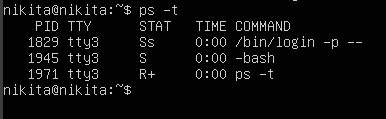 nikita@nikita:~$ ps -t
    PID TTY      STAT   TIME COMMAND
   1829 tty3     Ss     0:00 /bin/login -p --
   1945 tty3     S      0:00 -bash
   1971 tty3     R+     0:00 ps -t
nikita@nikita:~$